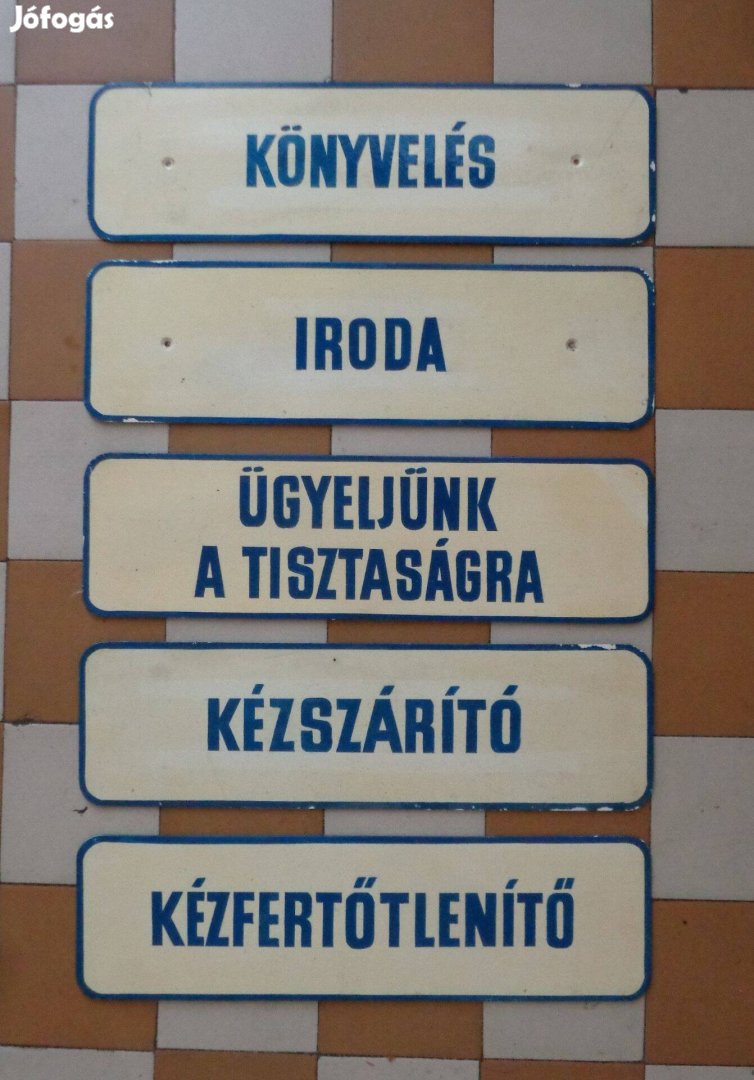 Jófogás
KÖNYVELÉS
IRODA
ÜGYELJÜNK
A TISZTASÁGRA
KÉZSZÁRÍTÓ
KÉZFERTŐTLENÍTŐ